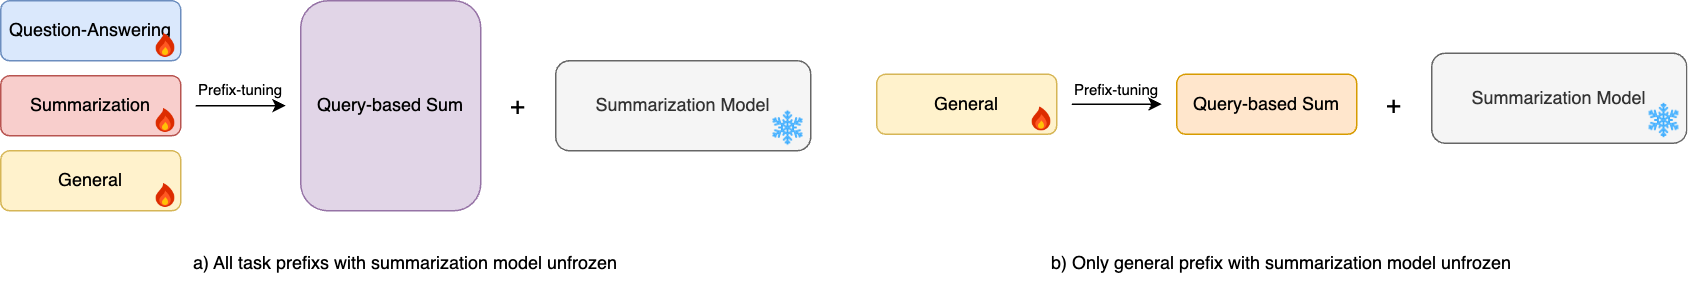 Question-Answering
Summarization
General
Prefix-tuning
Query-based Sum
+
Summarization Model
a) All task prefixs with summarization model unfrozen
General
Prefix-tuning
Query-based Sum
+
Summarization Model
b) Only general prefix with summarization model unfrozen